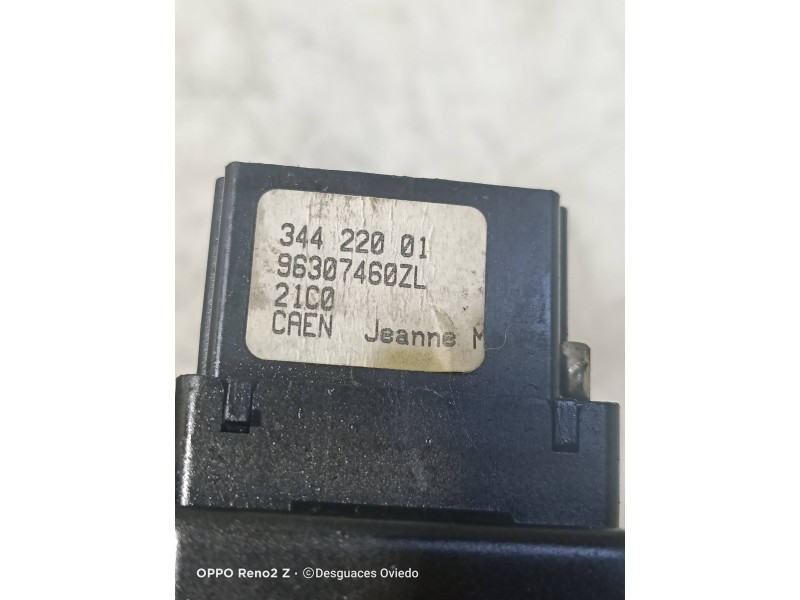 344 220 01
96307460ZL
21C0
CAEN Jeanne M
OPPO Reno2 Z • ©Desguaces Oviedo